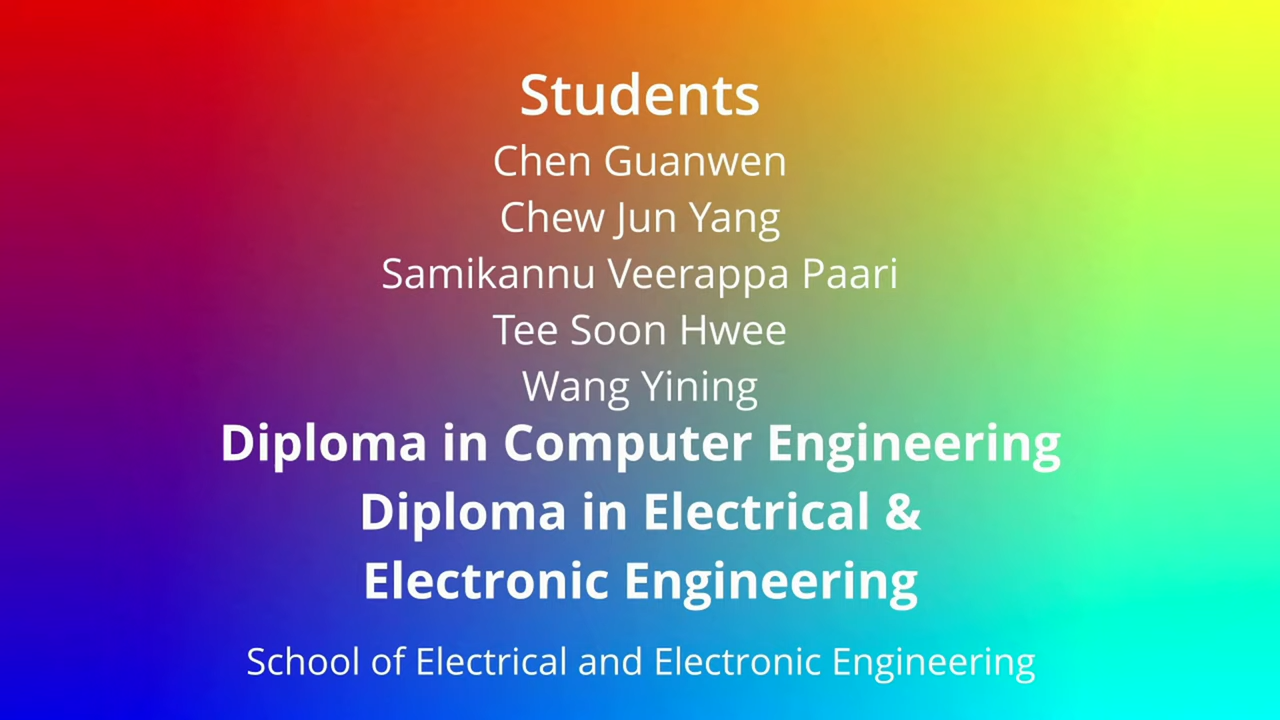 Students
Chen Guanwen
Chew Jun Yang
Samikannu Veerappa Paari
Tee Soon Hwee
Wang Yining
Diploma in Computer Engineering
Diploma in Electrical &
Electronic Engineering
School of Electrical and Electronic Engineering